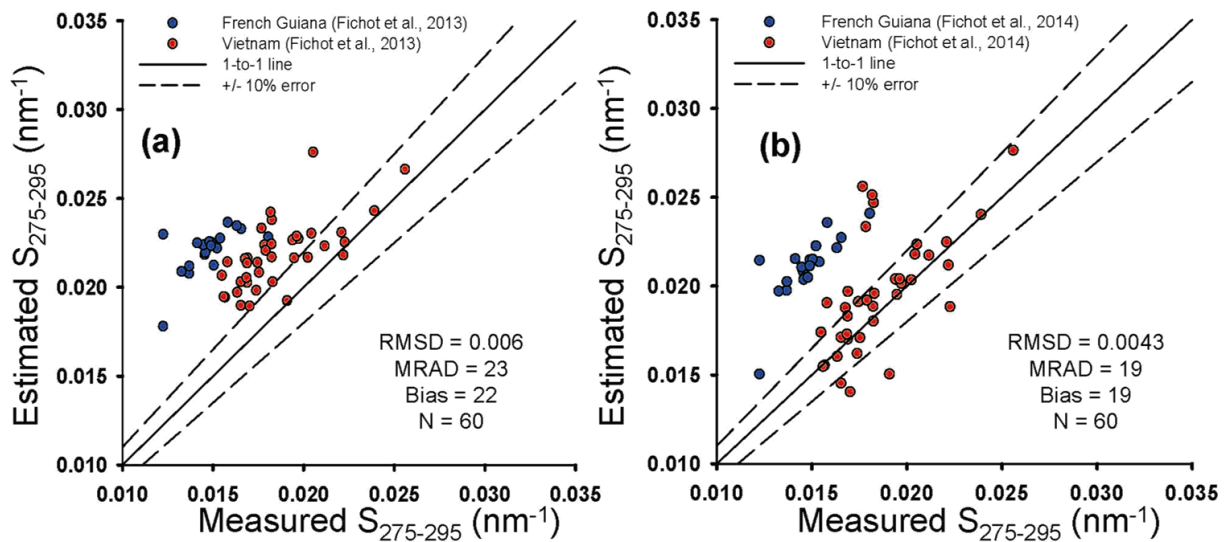 French Guiana (Fichot et al., 2013)
Vietnam (Fichot et al., 2013)
1-to-1 line
+/- 10% error
(a)
Estimated S275-295 (nm-1)
0.035
0.030
0.025
0.020
0.015
0.010
RMSD = 0.006
MRAD = 23
Bias = 22
N = 60
0.010 0.015 0.020 0.025 0.030 0.035
Measured S275-295 (nm-1)
French Guiana (Fichot et al., 2014)
Vietnam (Fichot et al., 2014)
1-to-1 line
+/- 10% error
(b)
Estimated S275-295 (nm-1)
0.035
0.030
0.025
0.020
0.015
0.010
RMSD = 0.0043
MRAD = 19
Bias = 19
N = 60
0.010 0.015 0.020 0.025 0.030 0.035
Measured S275-295 (nm-1)